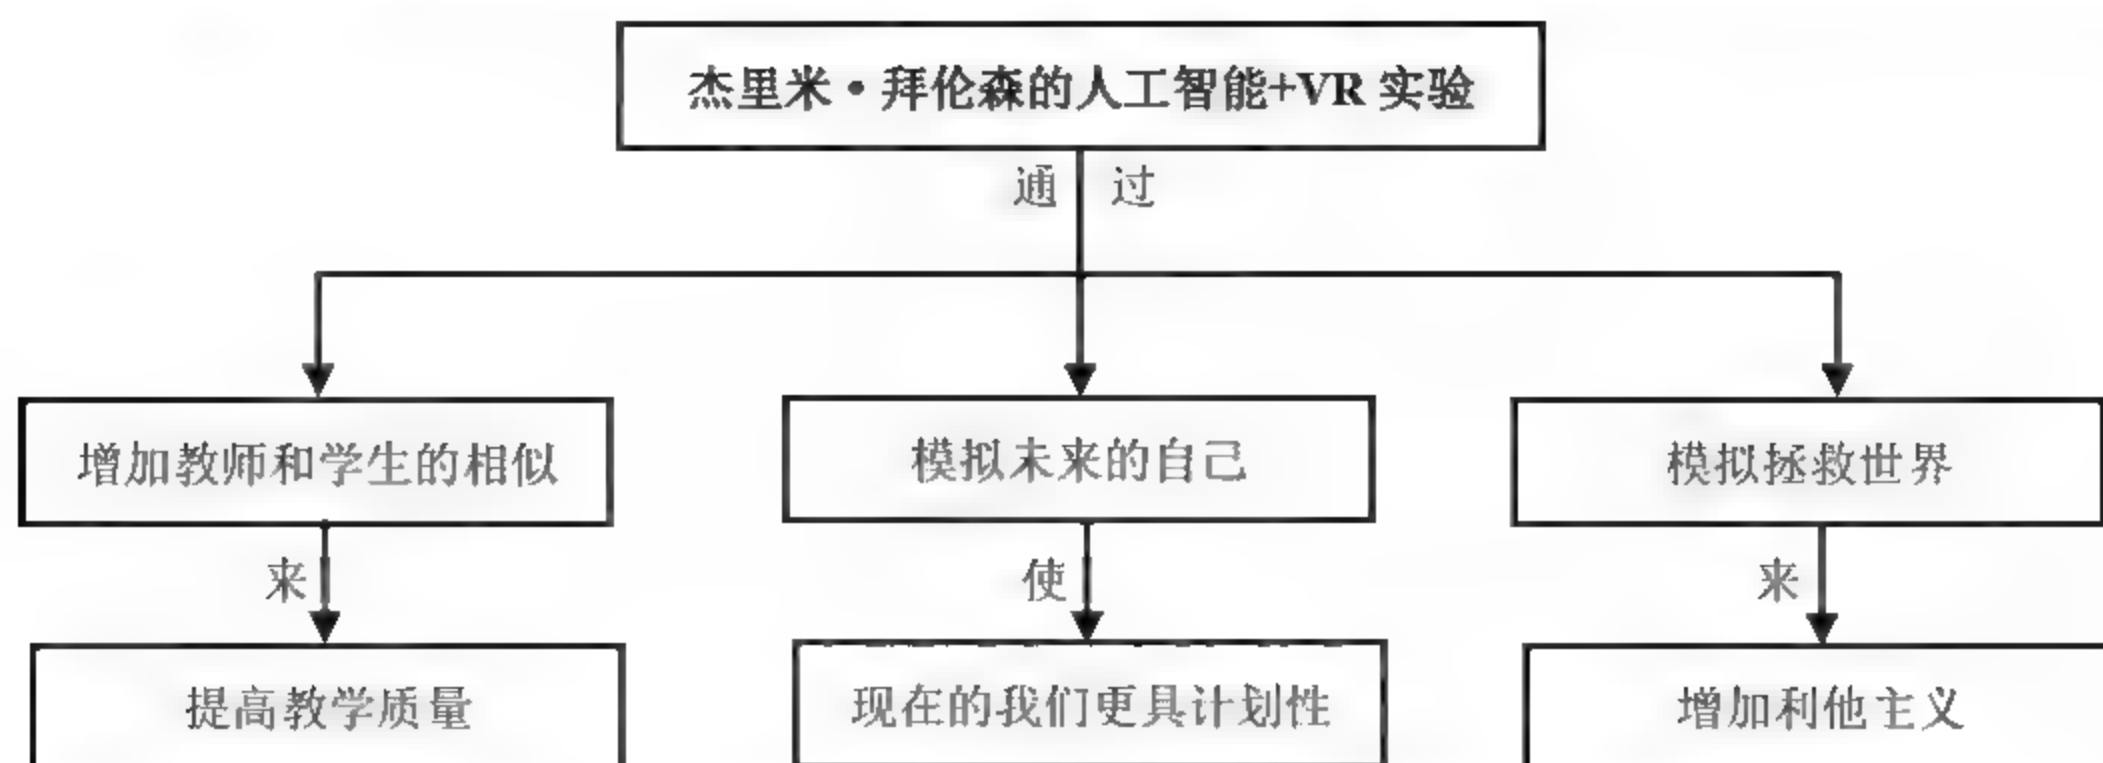 杰里米·拜伦森的人工智能+VR 实验
通 过
增加教师和学生的相似
模拟未来的自己
模拟拯救世界
来
使
来
提高教学质量
现在的我们更具计划性
增加利他主义